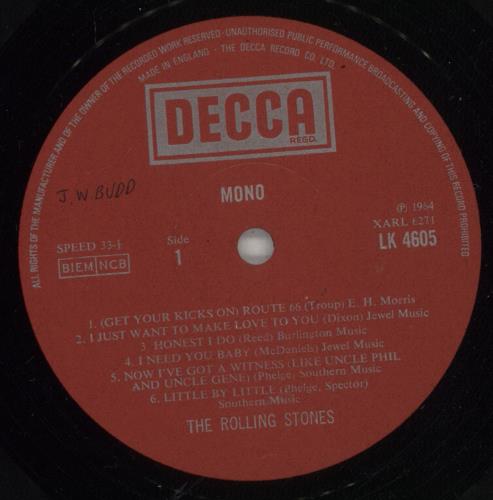 ALL RIGHTS OF THE MANUFACTURER AND OF THE OWNER OF THE RECORDED WORK RESERVED · UNAUTHORISED PUBLIC PERFORMANCE BROADCASTING AND COPYING OF THIS RECORD PROHIBITED
MADE IN ENGLAND · THE DECCA RECORD CO. LTD.
DECCA
REGD.
MONO
J.W.BUDD
Ⓟ 1964
XARL 6271
LK 4605
SPEED 33⅓
BIEM NCB
Side
1
1. (GET YOUR KICKS ON) ROUTE 66 (Troup) E. H. Morris
2. I JUST WANT TO MAKE LOVE TO YOU (Dixon) Jewel Music
3 HONEST I DO (Reed) Burlington Music
4. I NEED YOU BABY (McDaniels) Jewel Music
5. NOW I'VE GOT A WITNESS (LIKE UNCLE PHIL
AND UNCLE GENE) (Phelge, Southern Music
6. LITTLE BY LITTLE (Phelge, Spector)
Southern Music
THE ROLLING STONES